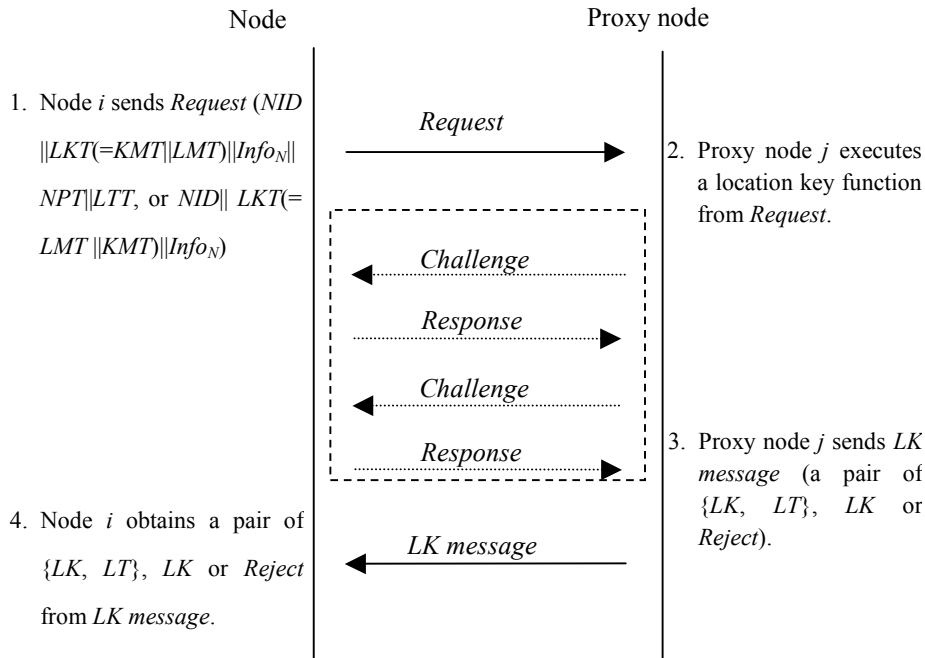 Node
Proxy node
1. Node i sends Request (NID
||LKT(=KMT||LMT)||InfoN||
NPT||LTT, or NID|| LKT(=
LMT ||KMT)||InfoN)
Request
2. Proxy node j executes
a location key function
from Request.
Challenge
Response
Challenge
Response
3. Proxy node j sends LK
message (a pair of
{LK, LT}, LK or
Reject).
4. Node i obtains a pair of
{LK, LT}, LK or Reject
from LK message.
LK message